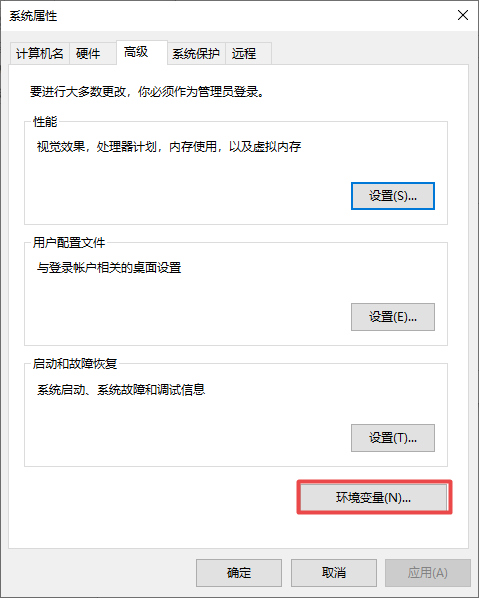 系统属性
计算机名 硬件 高级 系统保护 远程
要进行大多数更改，你必须作为管理员登录。
性能
视觉效果，处理器计划，内存使用，以及虚拟内存
设置(S)...
用户配置文件
与登录帐户相关的桌面设置
设置(E)...
启动和故障恢复
系统启动、系统故障和调试信息
设置(T)...
环境变量(N)...
确定 取消 应用(A)